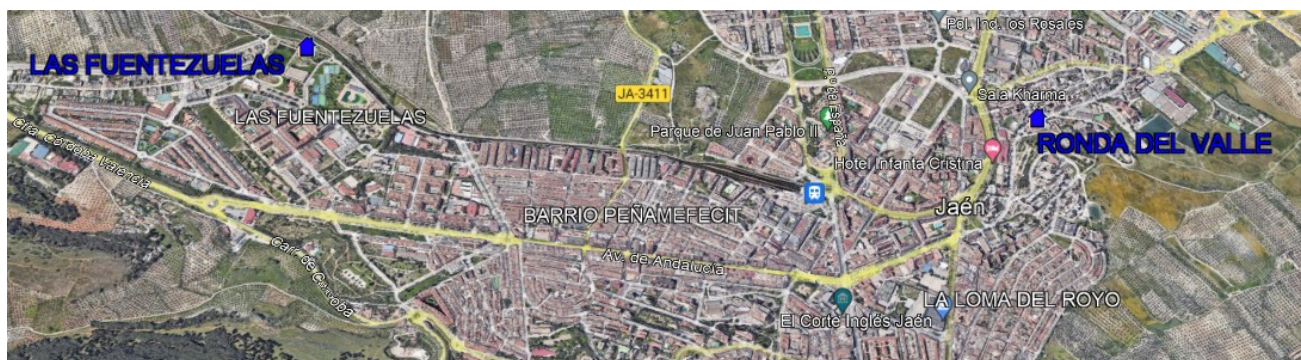 Pol. Ind. los Rosales
LAS FUENTEZUELAS
Sala Kharma
JA-3411
LAS FUENTEZUELAS
Parque de Juan Pablo II
P.º de España
RONDA DEL VALLE
Hotel Infanta Cristina
Ctra. Córdoba Valencia
BARRIO PEÑAMEFECIT
Jaén
Av. de Andalucía
Carr. de Córdoba
LA LOMA DEL ROYO
El Corte Inglés Jaén